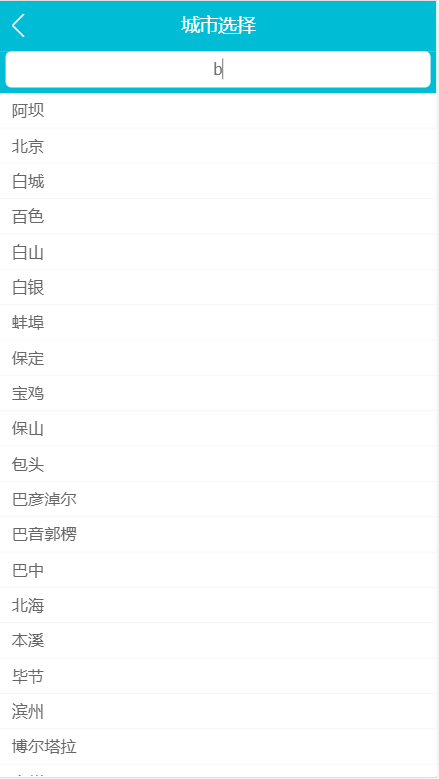 城市选择
b
阿坝
北京
白城
百色
白山
白银
蚌埠
保定
宝鸡
保山
包头
巴彦淖尔
巴音郭楞
巴中
北海
本溪
毕节
滨州
博尔塔拉